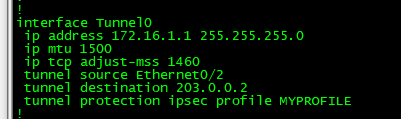 !
interface Tunnel0
 ip address 172.16.1.1 255.255.255.0
 ip mtu 1500
 ip tcp adjust-mss 1460
 tunnel source Ethernet0/2
 tunnel destination 203.0.0.2
 tunnel protection ipsec profile MYPROFILE
!